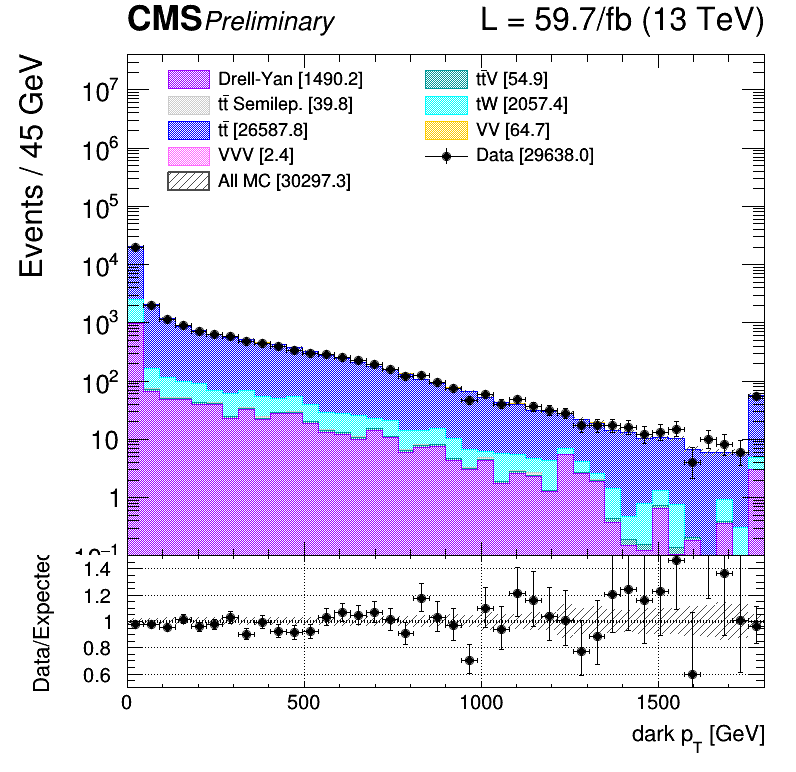 CMS Preliminary L = 59.7/fb (13 TeV)
Events / 45 GeV
Drell-Yan [1490.2]
tt̄ Semilep. [39.8]
tt̄ [26587.8]
VVV [2.4]
All MC [30297.3]
tt̄V [54.9]
tW [2057.4]
VV [64.7]
Data [29638.0]
10⁷
10⁶
10⁵
10⁴
10³
10²
10
1
10⁻¹
Data/Expected
1.4
1.2
1
0.8
0.6
0 500 1000 1500
dark p_T [GeV]